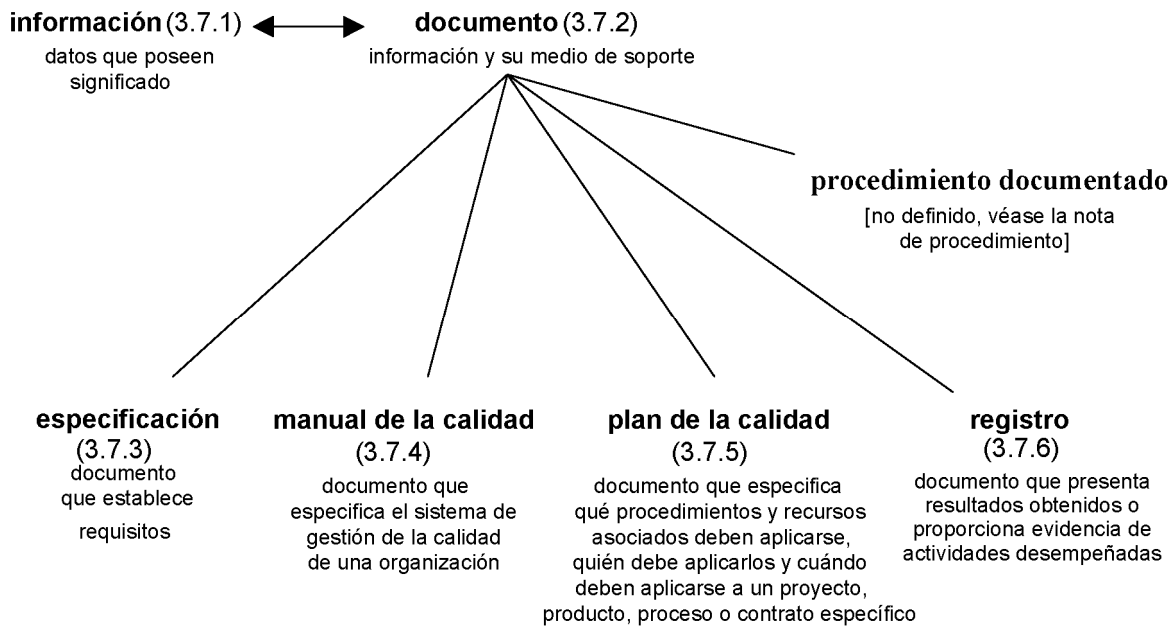 información (3.7.1)
datos que poseen
significado
documento (3.7.2)
información y su medio de soporte
procedimiento documentado
[no definido, véase la nota
de procedimiento]
especificación
(3.7.3)
documento
que establece
requisitos
manual de la calidad
(3.7.4)
documento que
especifica el sistema de
gestión de la calidad
de una organización
plan de la calidad
(3.7.5)
documento que especifica
qué procedimientos y recursos
asociados deben aplicarse,
quién debe aplicarlos y cuándo
deben aplicarse a un proyecto,
producto, proceso o contrato específico
registro
(3.7.6)
documento que presenta
resultados obtenidos o
proporciona evidencia de
actividades desempeñadas